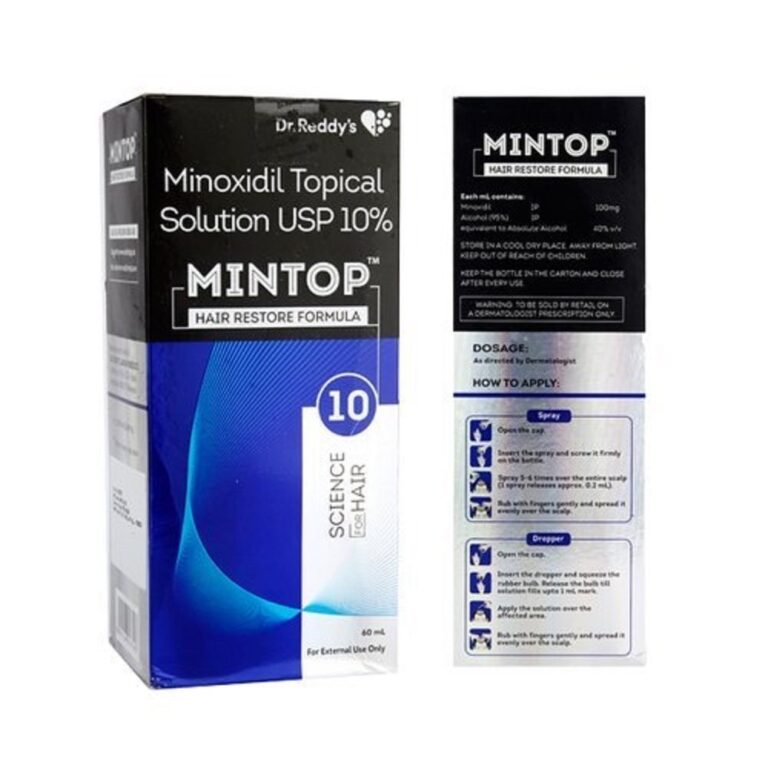 Dr.Reddy's
Minoxidil Topical
Solution USP 10%
MINTOP™
HAIR RESTORE FORMULA
10
SCIENCE
FOR HAIR
60 mL
For External Use Only
MINTOP
MINTOP™
HAIR RESTORE FORMULA
Each mL contains:
Minoxidil IP 100mg
Alcohol (95%) IP
equivalent to Absolute Alcohol 40% v/v
STORE IN A COOL DRY PLACE, AWAY FROM LIGHT.
KEEP OUT OF REACH OF CHILDREN.
KEEP THE BOTTLE IN THE CARTON AND CLOSE
AFTER EVERY USE.
WARNING: TO BE SOLD BY RETAIL ON
A DERMATOLOGIST PRESCRIPTION ONLY
DOSAGE:
As directed by Dermatologist
HOW TO APPLY:
Spray
Open the cap.
Insert the spray and screw it firmly
on the bottle.
Spray 5-6 times over the entire scalp
(1 spray releases approx. 0.2 mL).
Rub with fingers gently and spread it
evenly over the scalp.
Dropper
Open the cap.
Insert the dropper and squeeze the
rubber bulb. Release the bulb till
solution fills upto 1 mL mark.
Apply the solution over the
affected area.
Rub with fingers gently and spread it
evenly over the scalp.